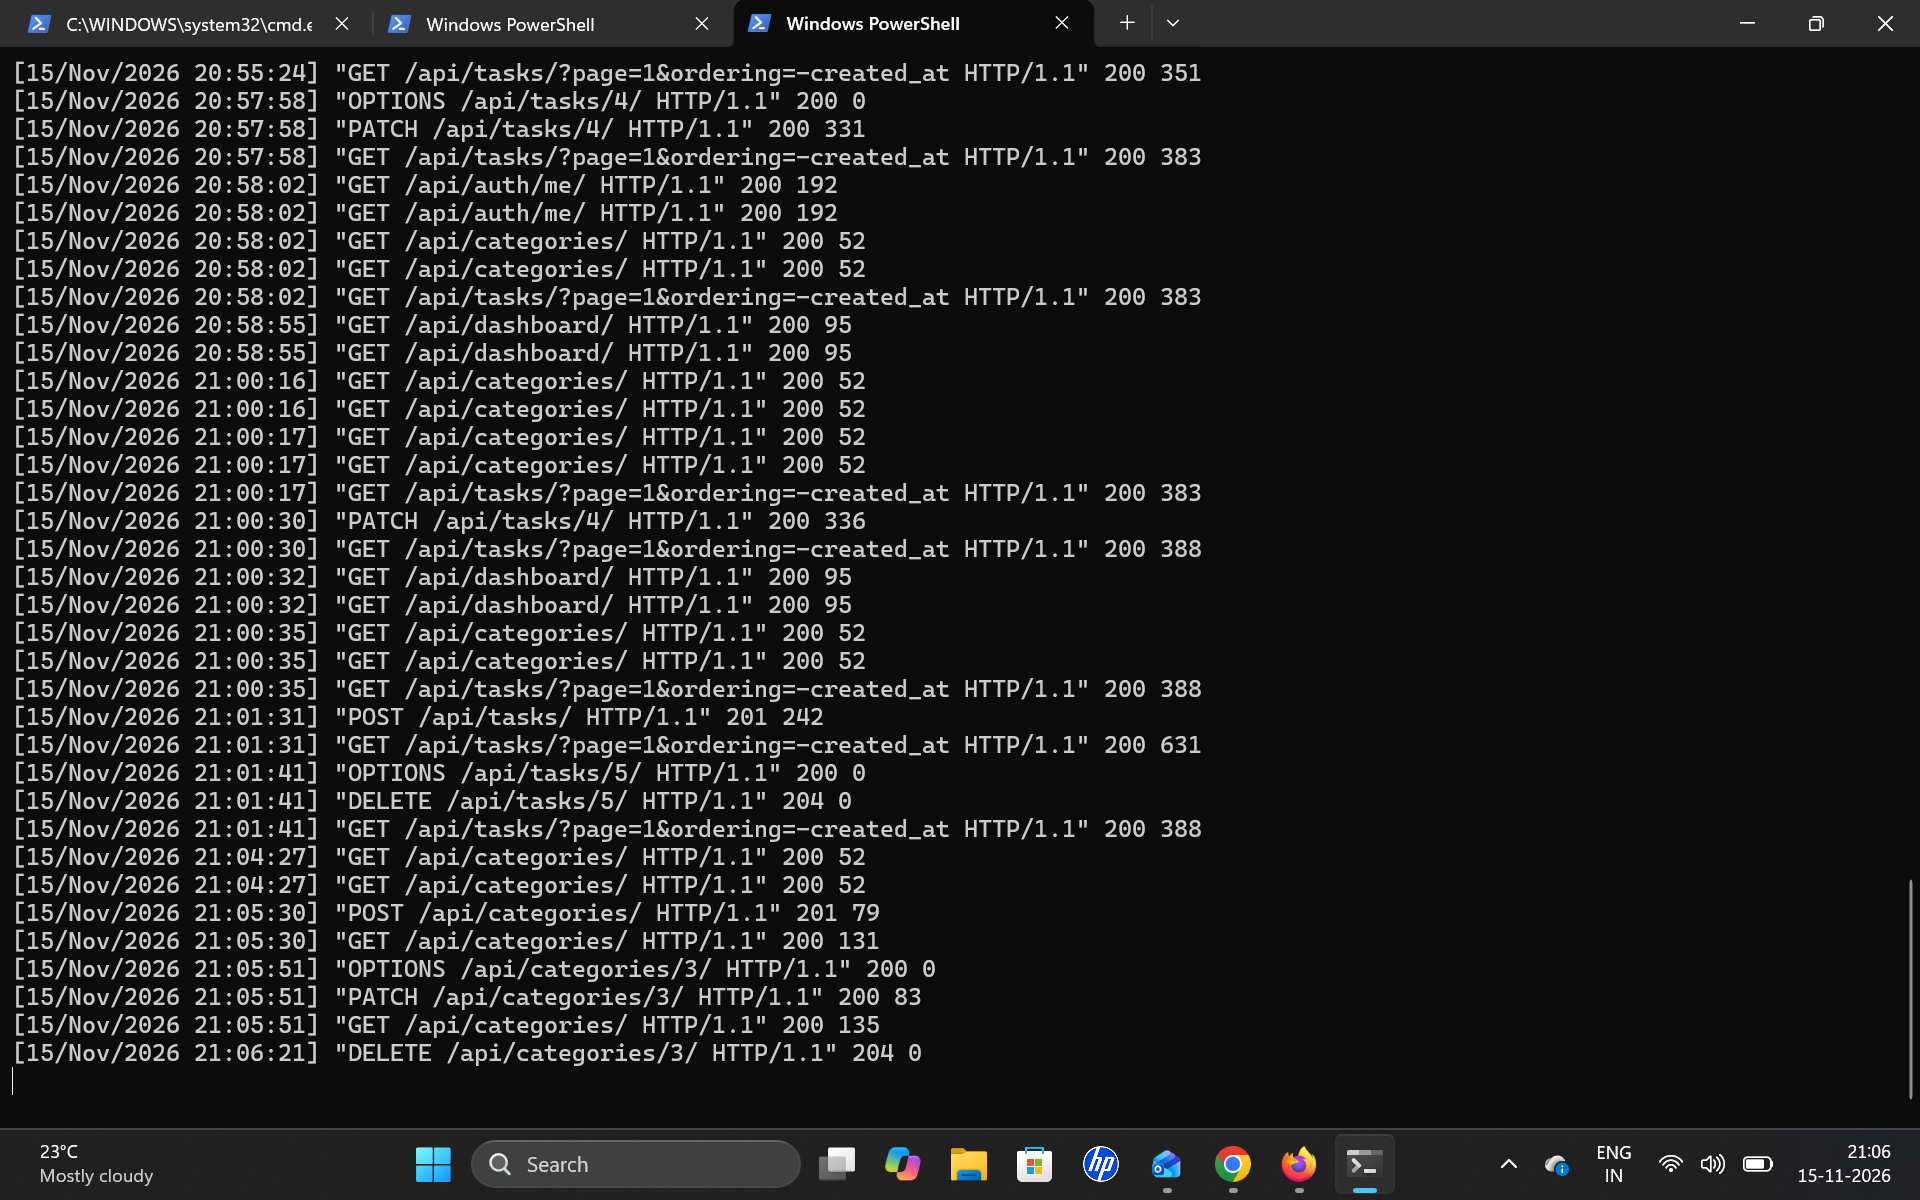 C:\WINDOWS\system32\cmd.e
Windows PowerShell
Windows PowerShell
[15/Nov/2026 20:55:24] "GET /api/tasks/?page=1&ordering=-created_at HTTP/1.1" 200 351
[15/Nov/2026 20:57:58] "OPTIONS /api/tasks/4/ HTTP/1.1" 200 0
[15/Nov/2026 20:57:58] "PATCH /api/tasks/4/ HTTP/1.1" 200 331
[15/Nov/2026 20:57:58] "GET /api/tasks/?page=1&ordering=-created_at HTTP/1.1" 200 383
[15/Nov/2026 20:58:02] "GET /api/auth/me/ HTTP/1.1" 200 192
[15/Nov/2026 20:58:02] "GET /api/auth/me/ HTTP/1.1" 200 192
[15/Nov/2026 20:58:02] "GET /api/categories/ HTTP/1.1" 200 52
[15/Nov/2026 20:58:02] "GET /api/categories/ HTTP/1.1" 200 52
[15/Nov/2026 20:58:02] "GET /api/tasks/?page=1&ordering=-created_at HTTP/1.1" 200 383
[15/Nov/2026 20:58:55] "GET /api/dashboard/ HTTP/1.1" 200 95
[15/Nov/2026 20:58:55] "GET /api/dashboard/ HTTP/1.1" 200 95
[15/Nov/2026 21:00:16] "GET /api/categories/ HTTP/1.1" 200 52
[15/Nov/2026 21:00:16] "GET /api/categories/ HTTP/1.1" 200 52
[15/Nov/2026 21:00:17] "GET /api/categories/ HTTP/1.1" 200 52
[15/Nov/2026 21:00:17] "GET /api/categories/ HTTP/1.1" 200 52
[15/Nov/2026 21:00:17] "GET /api/tasks/?page=1&ordering=-created_at HTTP/1.1" 200 383
[15/Nov/2026 21:00:30] "PATCH /api/tasks/4/ HTTP/1.1" 200 336
[15/Nov/2026 21:00:30] "GET /api/tasks/?page=1&ordering=-created_at HTTP/1.1" 200 388
[15/Nov/2026 21:00:32] "GET /api/dashboard/ HTTP/1.1" 200 95
[15/Nov/2026 21:00:32] "GET /api/dashboard/ HTTP/1.1" 200 95
[15/Nov/2026 21:00:35] "GET /api/categories/ HTTP/1.1" 200 52
[15/Nov/2026 21:00:35] "GET /api/categories/ HTTP/1.1" 200 52
[15/Nov/2026 21:00:35] "GET /api/tasks/?page=1&ordering=-created_at HTTP/1.1" 200 388
[15/Nov/2026 21:01:31] "POST /api/tasks/ HTTP/1.1" 201 242
[15/Nov/2026 21:01:31] "GET /api/tasks/?page=1&ordering=-created_at HTTP/1.1" 200 631
[15/Nov/2026 21:01:41] "OPTIONS /api/tasks/5/ HTTP/1.1" 200 0
[15/Nov/2026 21:01:41] "DELETE /api/tasks/5/ HTTP/1.1" 204 0
[15/Nov/2026 21:01:41] "GET /api/tasks/?page=1&ordering=-created_at HTTP/1.1" 200 388
[15/Nov/2026 21:04:27] "GET /api/categories/ HTTP/1.1" 200 52
[15/Nov/2026 21:04:27] "GET /api/categories/ HTTP/1.1" 200 52
[15/Nov/2026 21:05:30] "POST /api/categories/ HTTP/1.1" 201 79
[15/Nov/2026 21:05:30] "GET /api/categories/ HTTP/1.1" 200 131
[15/Nov/2026 21:05:51] "OPTIONS /api/categories/3/ HTTP/1.1" 200 0
[15/Nov/2026 21:05:51] "PATCH /api/categories/3/ HTTP/1.1" 200 83
[15/Nov/2026 21:05:51] "GET /api/categories/ HTTP/1.1" 200 135
[15/Nov/2026 21:06:21] "DELETE /api/categories/3/ HTTP/1.1" 204 0
23°C
Mostly cloudy
Search
hp
ENG
IN
21:06
15-11-2026